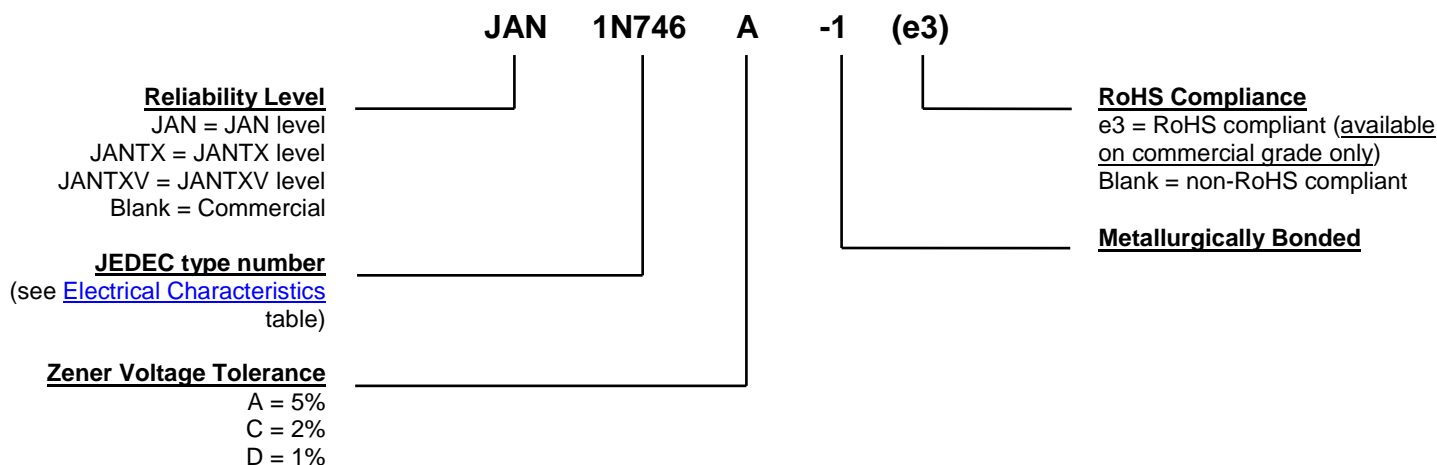 JAN 1N746 A -1 (e3)
Reliability Level
JAN = JAN level
JANTX = JANTX level
JANTXV = JANTXV level
Blank = Commercial
JEDEC type number
(see Electrical Characteristics
table)
Zener Voltage Tolerance
A = 5%
C = 2%
D = 1%
RoHS Compliance
e3 = RoHS compliant (available
on commercial grade only)
Blank = non-RoHS compliant
Metallurgically Bonded